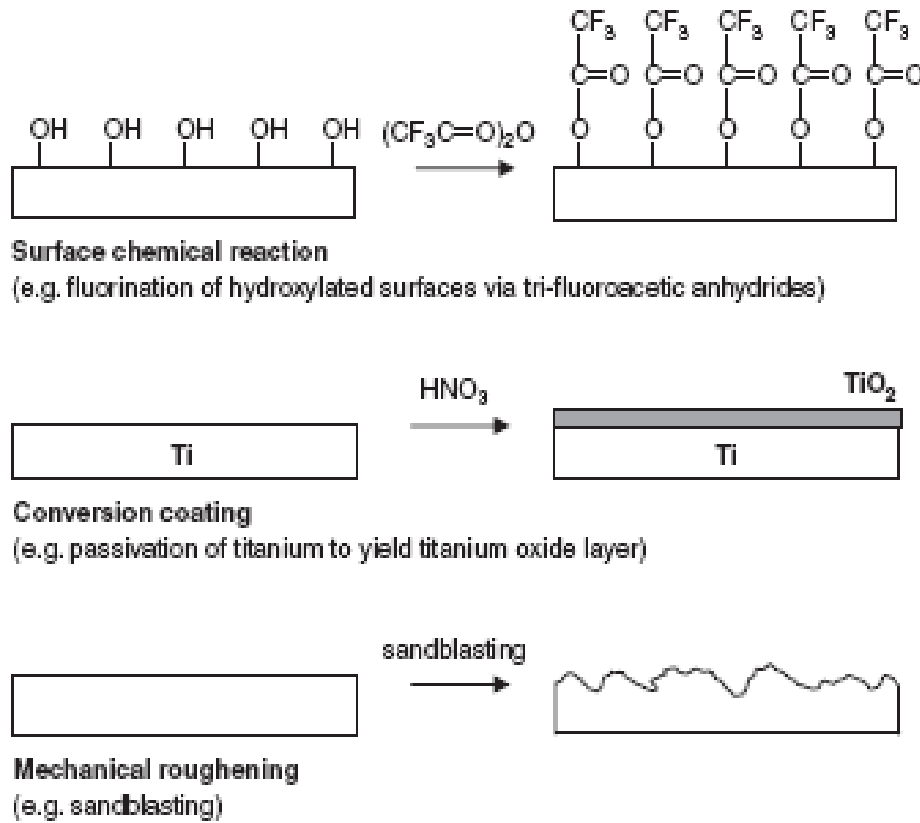 CF₃ CF₃ CF₃ CF₃ CF₃
C=O C=O C=O C=O C=O
OH OH OH OH OH (CF₃C=O)₂O O O O O O
Surface chemical reaction
(e.g. fluorination of hydroxylated surfaces via tri-fluoroacetic anhydrides)
HNO₃ TiO₂
Ti Ti
Conversion coating
(e.g. passivation of titanium to yield titanium oxide layer)
sandblasting
Mechanical roughening
(e.g. sandblasting)